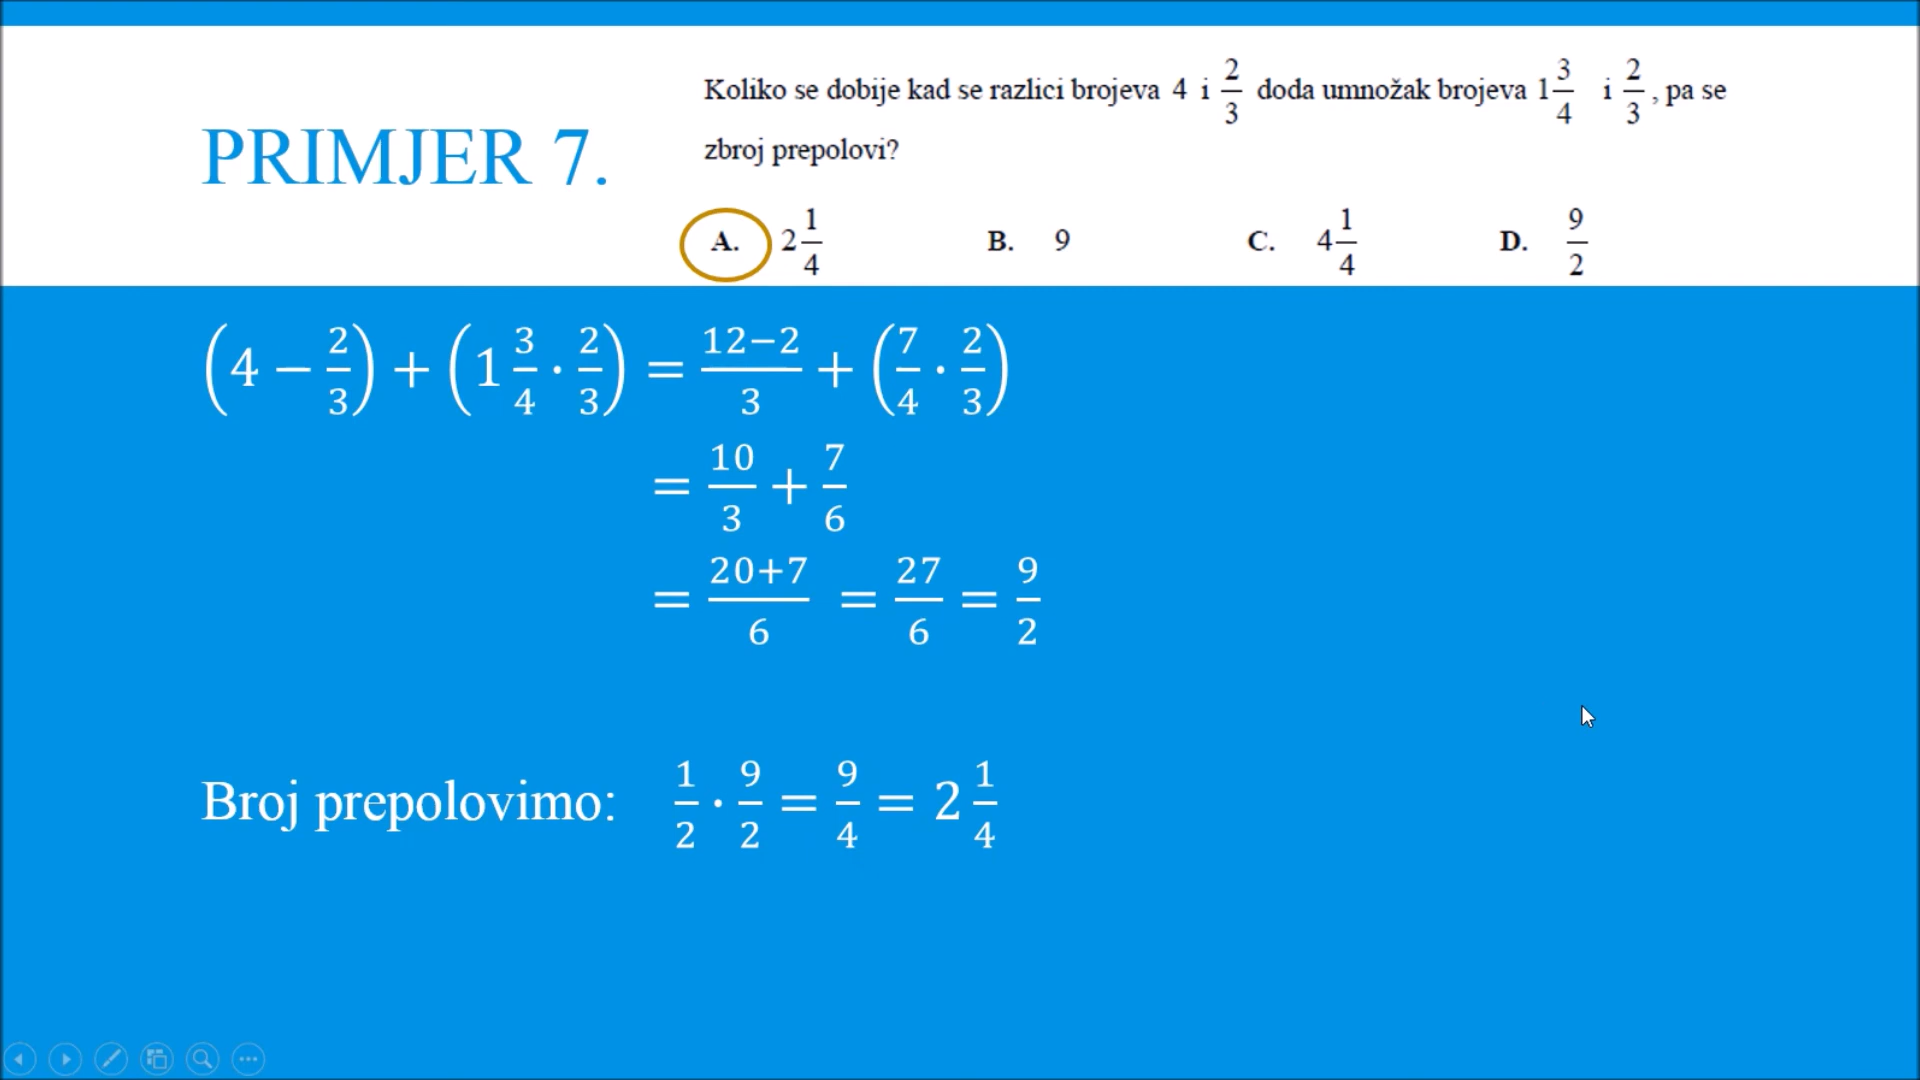 PRIMJER 7.
Koliko se dobije kad se razlici brojeva 4 i 2/3 doda umnožak brojeva 1 3/4 i 2/3, pa se
zbroj prepolovi?
A. 2 1/4 B. 9 C. 4 1/4 D. 9/2
(4 − 2/3) + (1 3/4 · 2/3) = (12−2)/3 + (7/4 · 2/3)
= 10/3 + 7/6
= (20+7)/6 = 27/6 = 9/2
Broj prepolovimo: 1/2 · 9/2 = 9/4 = 2 1/4